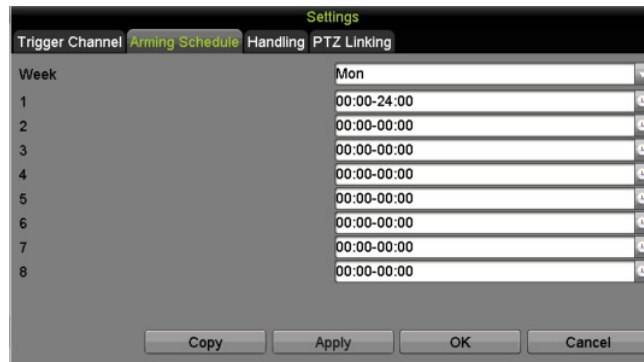 Settings
Trigger Channel Arming Schedule Handling PTZ Linking
Week Mon
1 00:00-24:00
2 00:00-00:00
3 00:00-00:00
4 00:00-00:00
5 00:00-00:00
6 00:00-00:00
7 00:00-00:00
8 00:00-00:00
Copy Apply OK Cancel